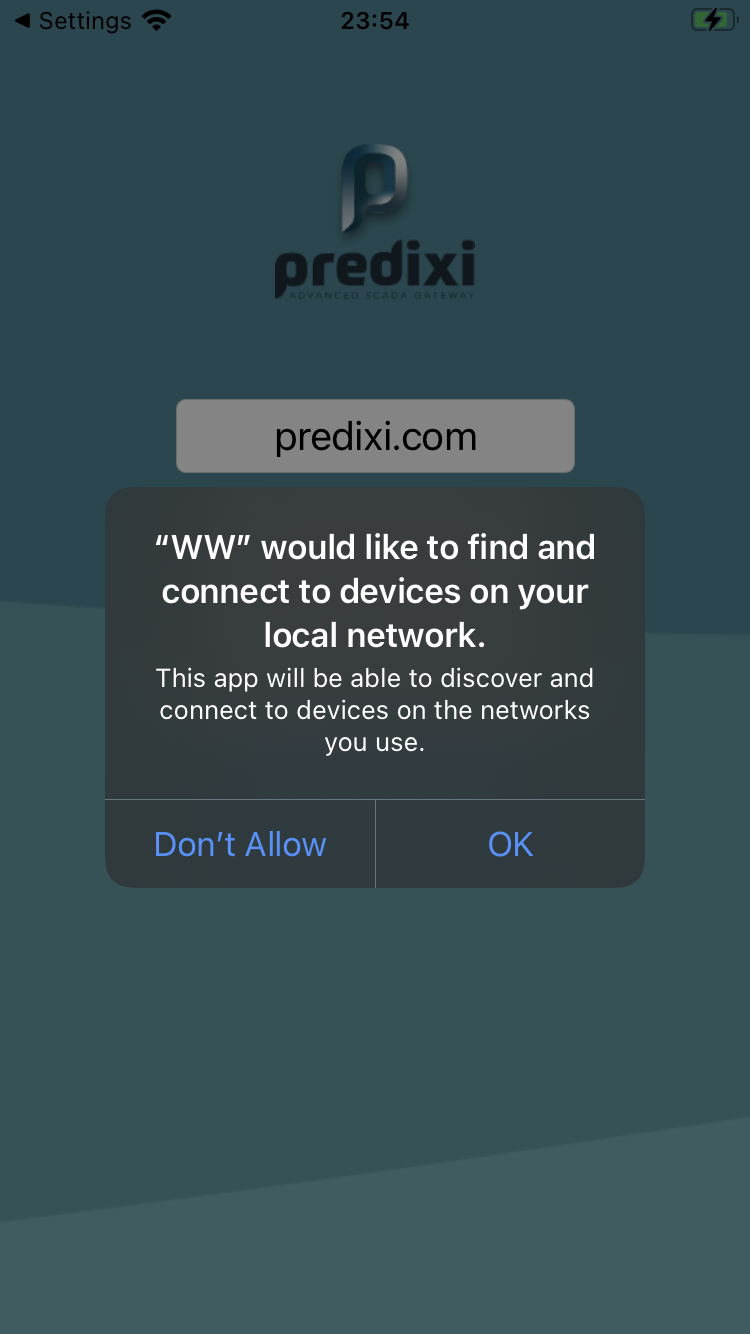 Settings
23:54
predixi
ADVANCED SCADA GATEWAY
predixi.com
“WW” would like to find and
connect to devices on your
local network.
This app will be able to discover and
connect to devices on the networks
you use.
Don’t Allow
OK